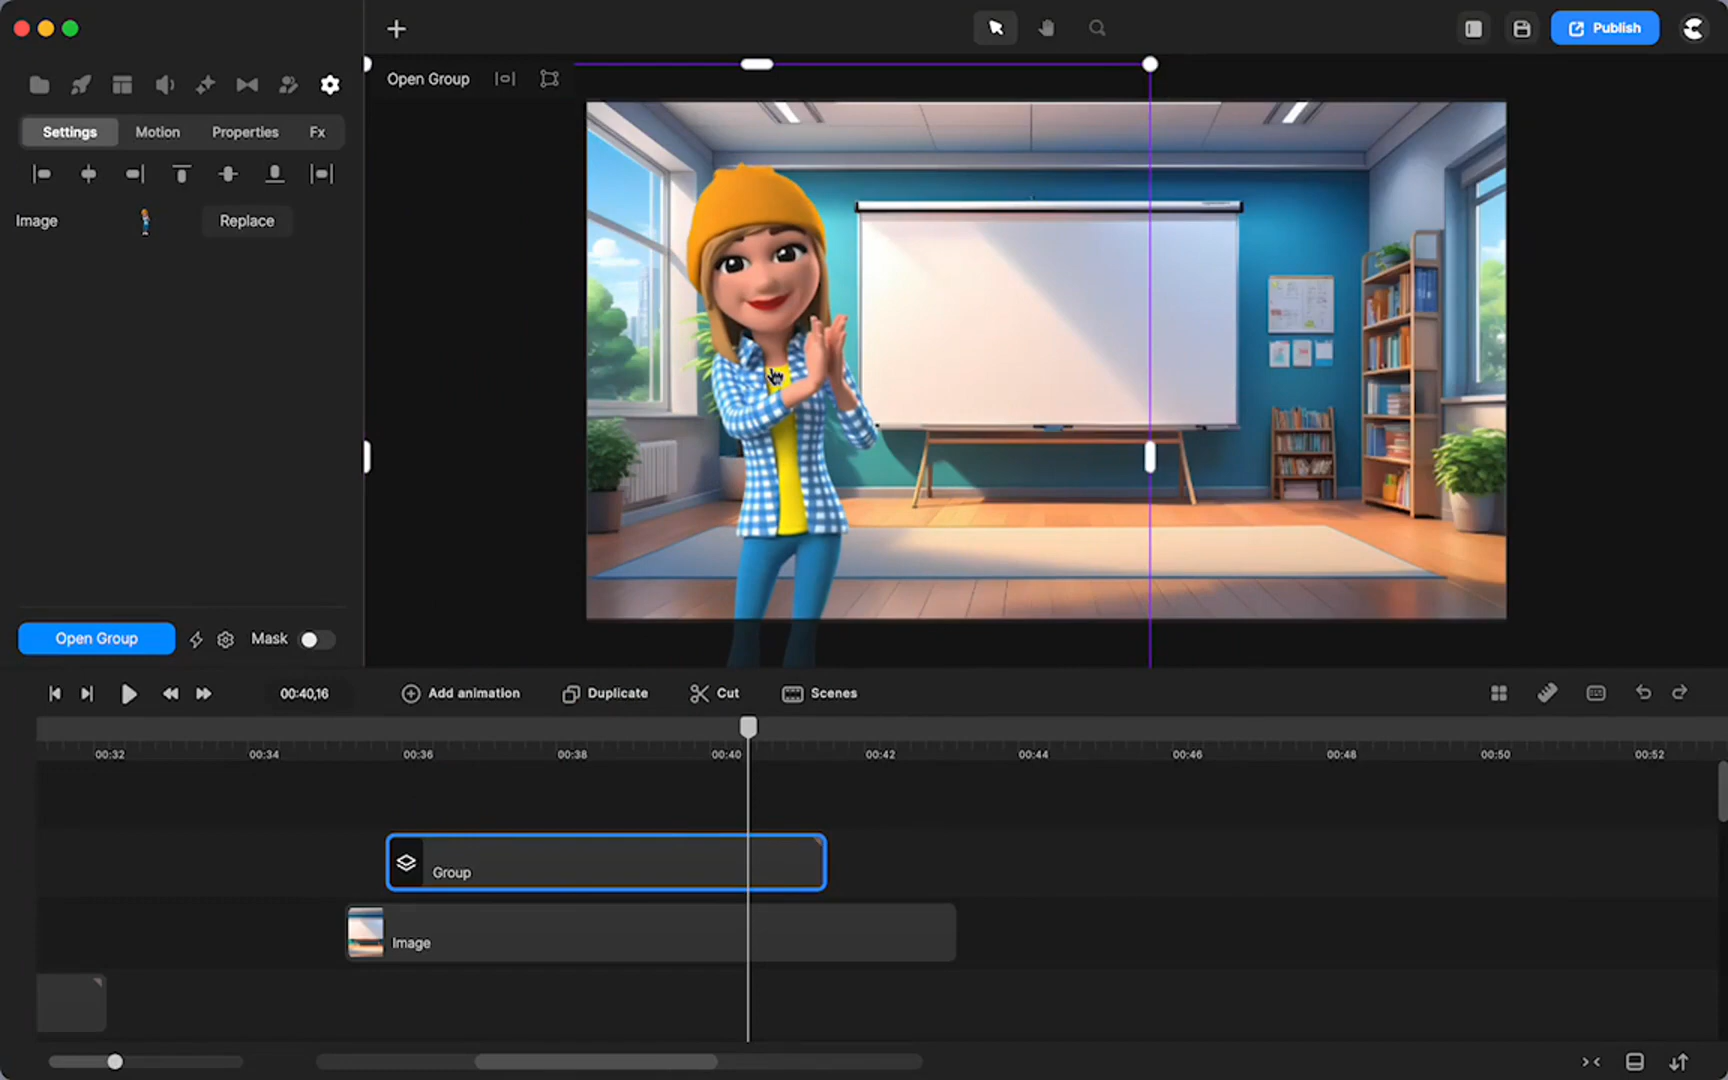 Publish
Open Group
Settings Motion Properties Fx
Image Replace
Open Group Mask
00:40,16 Add animation Duplicate Cut Scenes
00:32 00:34 00:36 00:38 00:40 00:42 00:44 00:46 00:48 00:50 00:52
Group
Image